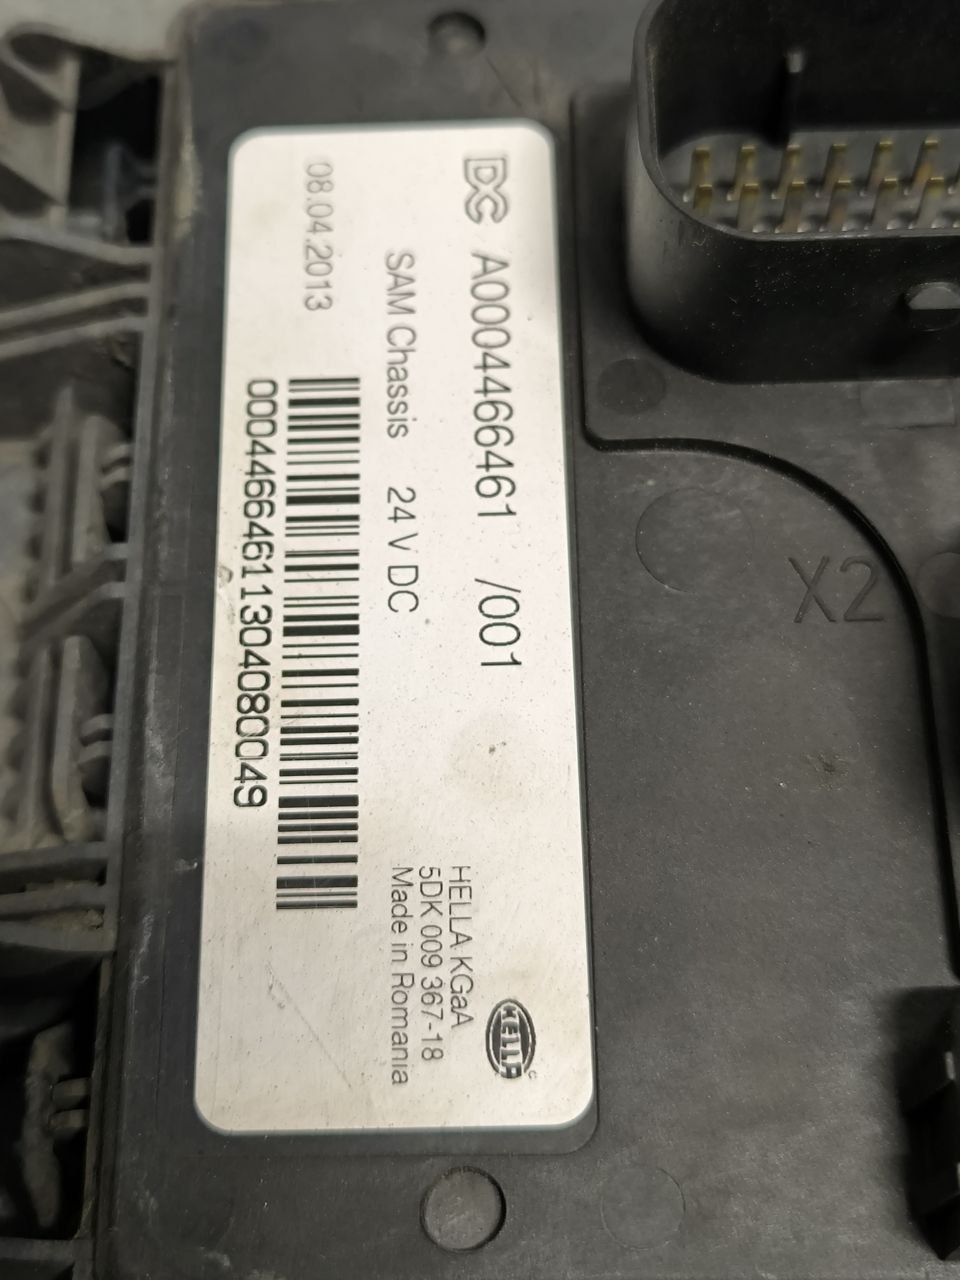 DC A0004466461 /001
SAM Chassis 24 V DC
08.04.2013
00044664611304080049
HELLA
HELLA KGaA
5DK 009 367-18
Made in Romania
X2